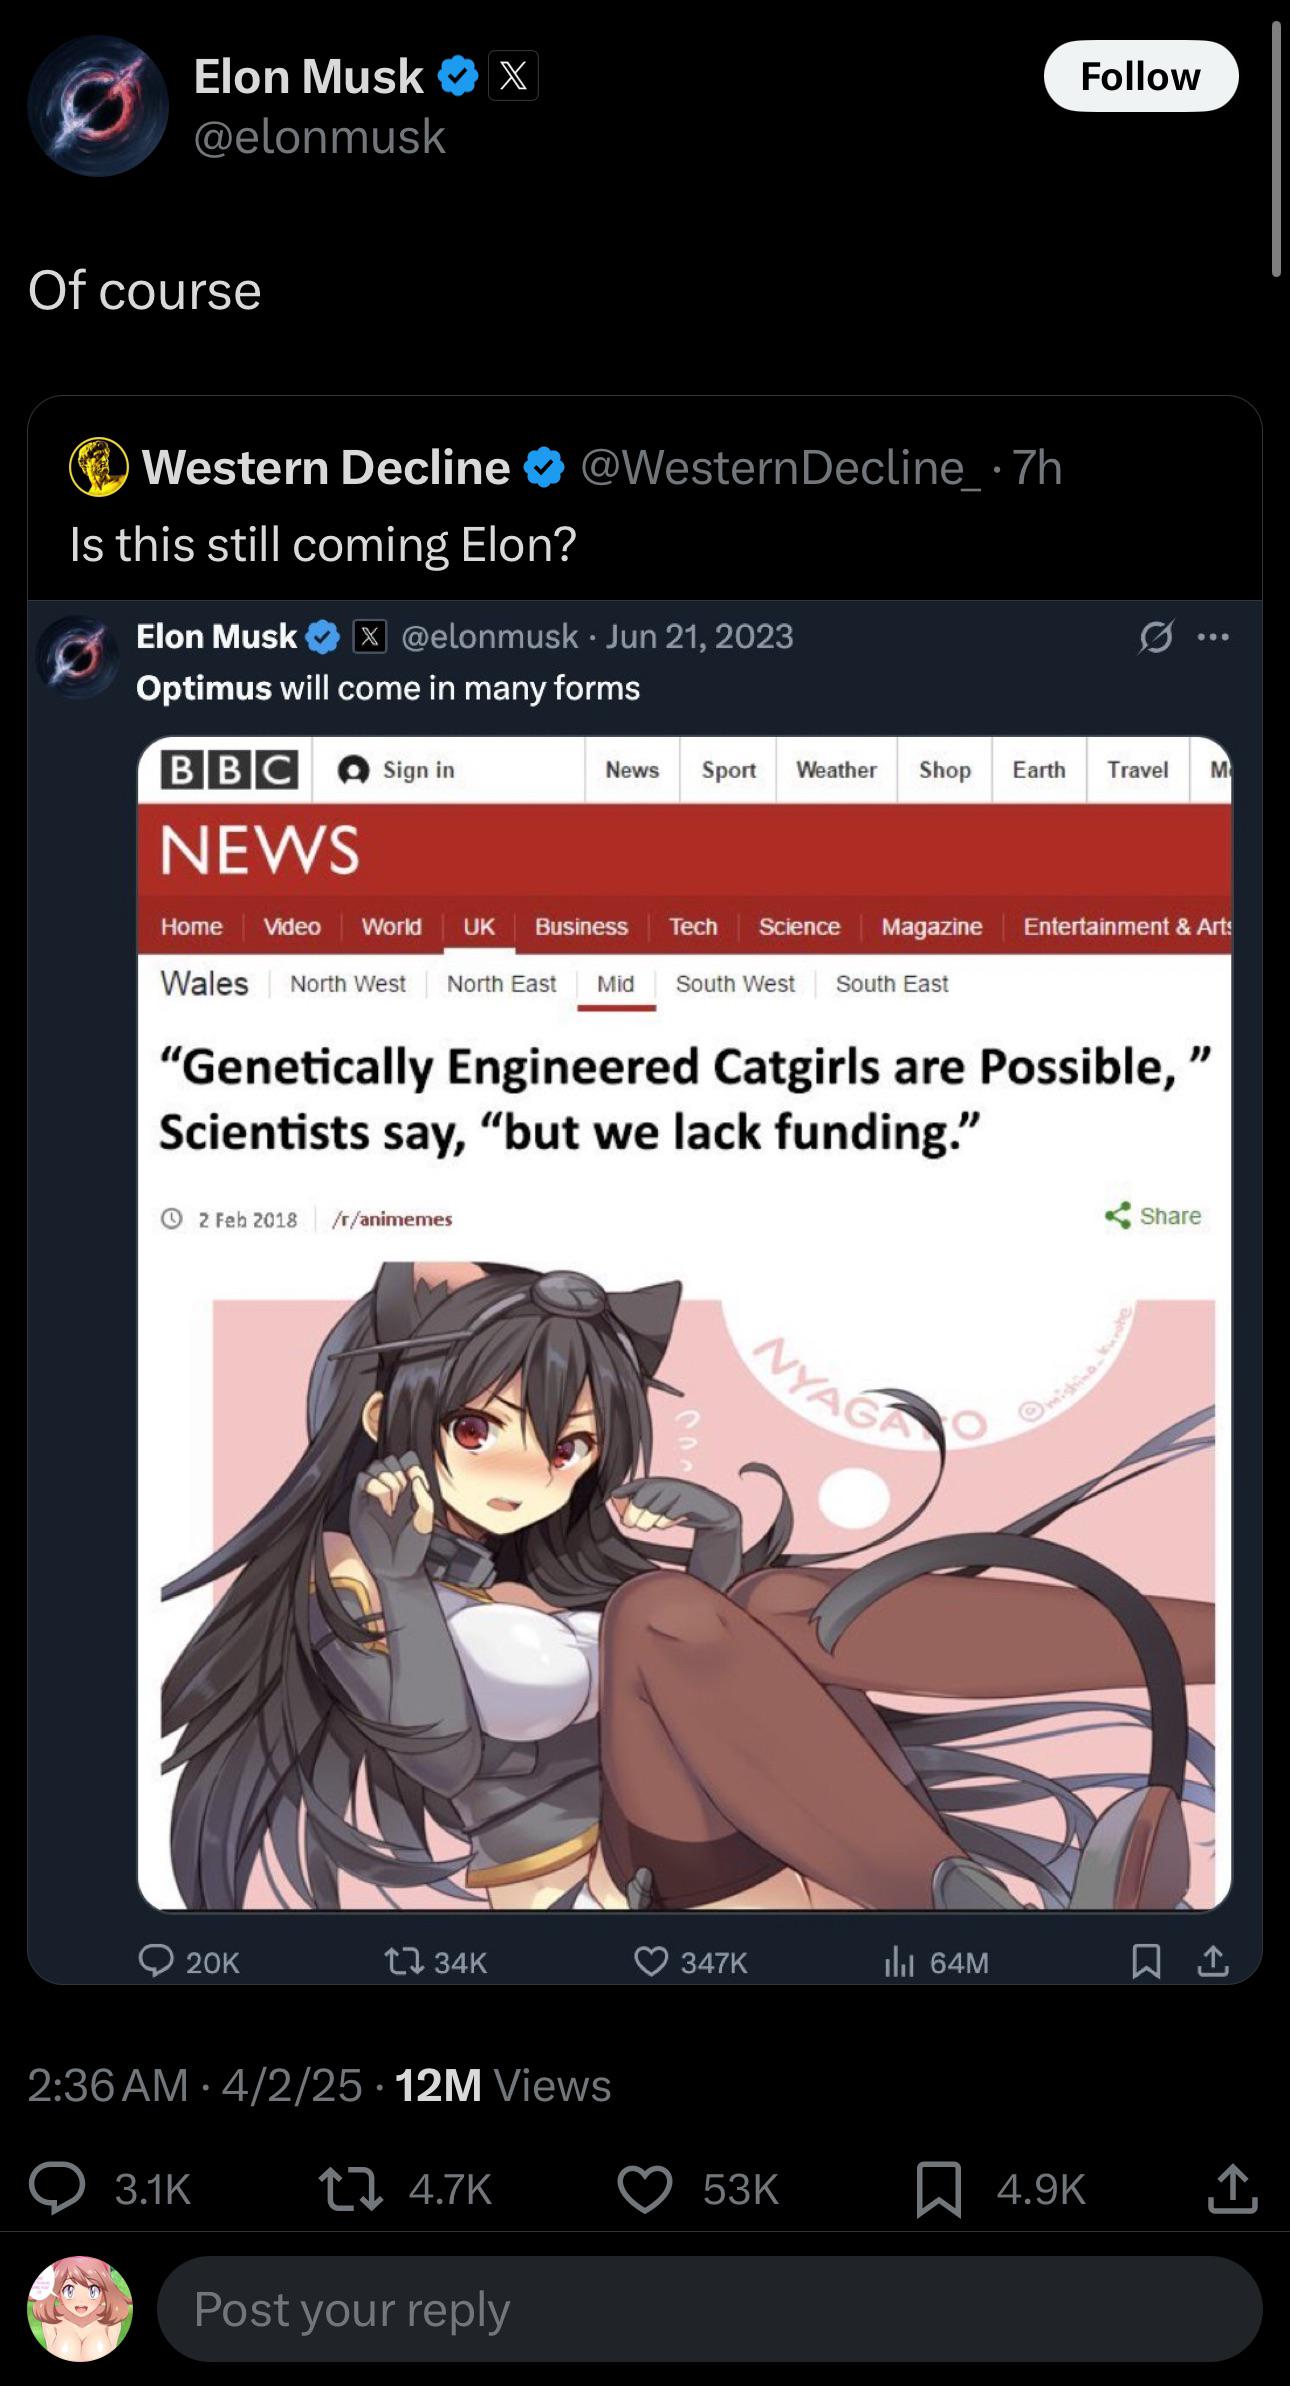 Elon Musk
@elonmusk
Follow
Of course
Western Decline @WesternDecline_ · 7h
Is this still coming Elon?
Elon Musk @elonmusk · Jun 21, 2023
Optimus will come in many forms
BBC Sign in News Sport Weather Shop Earth Travel
NEWS
Home Video World UK Business Tech Science Magazine Entertainment & Arts
Wales North West North East Mid South West South East
“Genetically Engineered Catgirls are Possible, ”
Scientists say, “but we lack funding.”
2 Feb 2018 /r/animemes Share
NYAGATO
@mishina_kurohe
20K 34K 347K 64M
2:36 AM · 4/2/25 · 12M Views
3.1K 4.7K 53K 4.9K
Post your reply